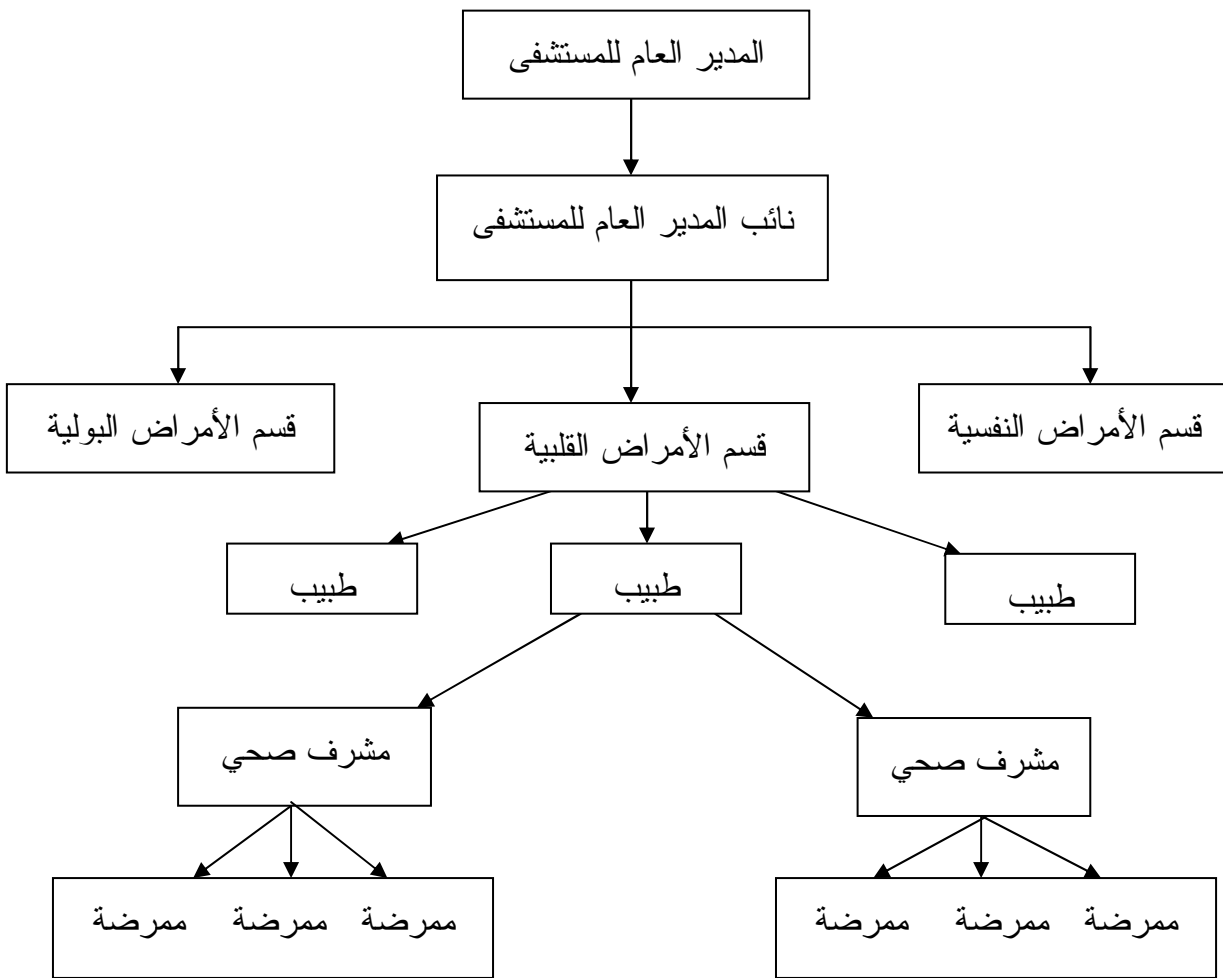 المدير العام للمستشفى
نائب المدير العام للمستشفى
قسم الأمراض النفسية
قسم الأمراض القلبية
قسم الأمراض البولية
طبيب
طبيب
طبيب
مشرف صحي
مشرف صحي
ممرضة ممرضة ممرضة
ممرضة ممرضة ممرضة